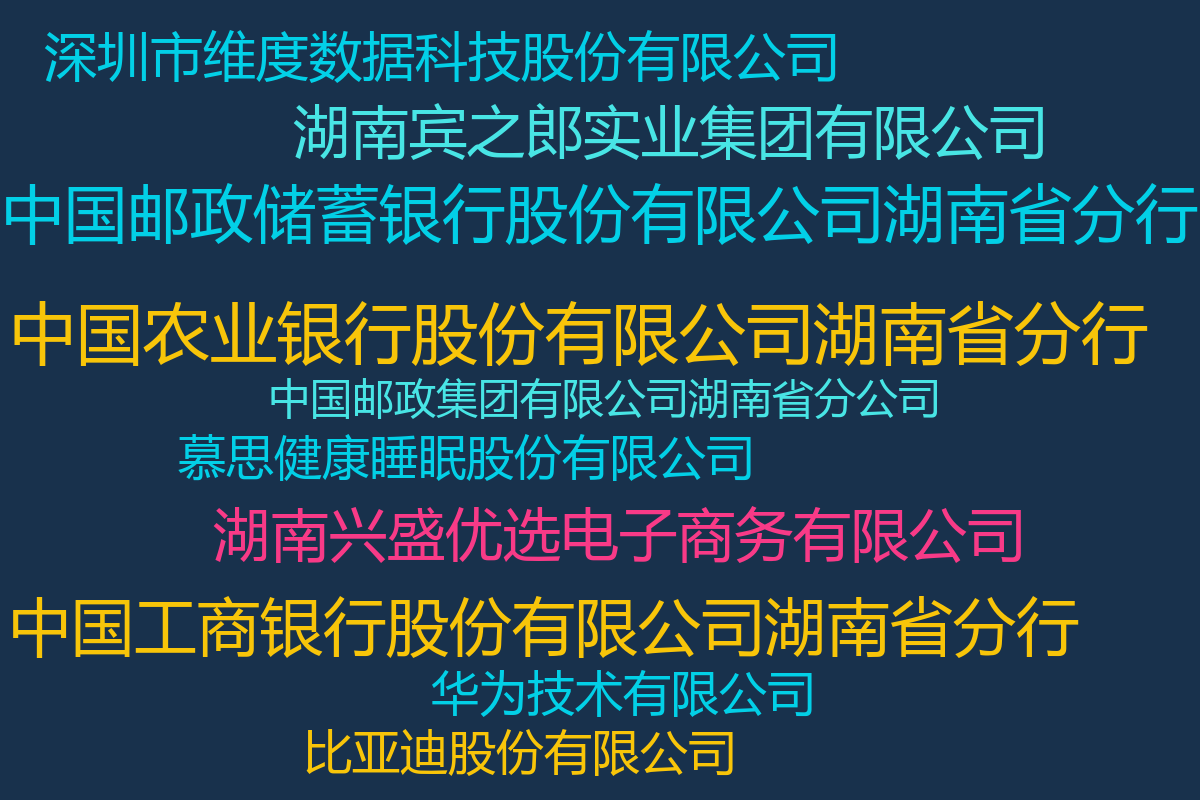 深圳市维度数据科技股份有限公司
湖南宾之郎实业集团有限公司
中国邮政储蓄银行股份有限公司湖南省分行
中国农业银行股份有限公司湖南省分行
中国邮政集团有限公司湖南省分公司
慕思健康睡眠股份有限公司
湖南兴盛优选电子商务有限公司
中国工商银行股份有限公司湖南省分行
华为技术有限公司
比亚迪股份有限公司